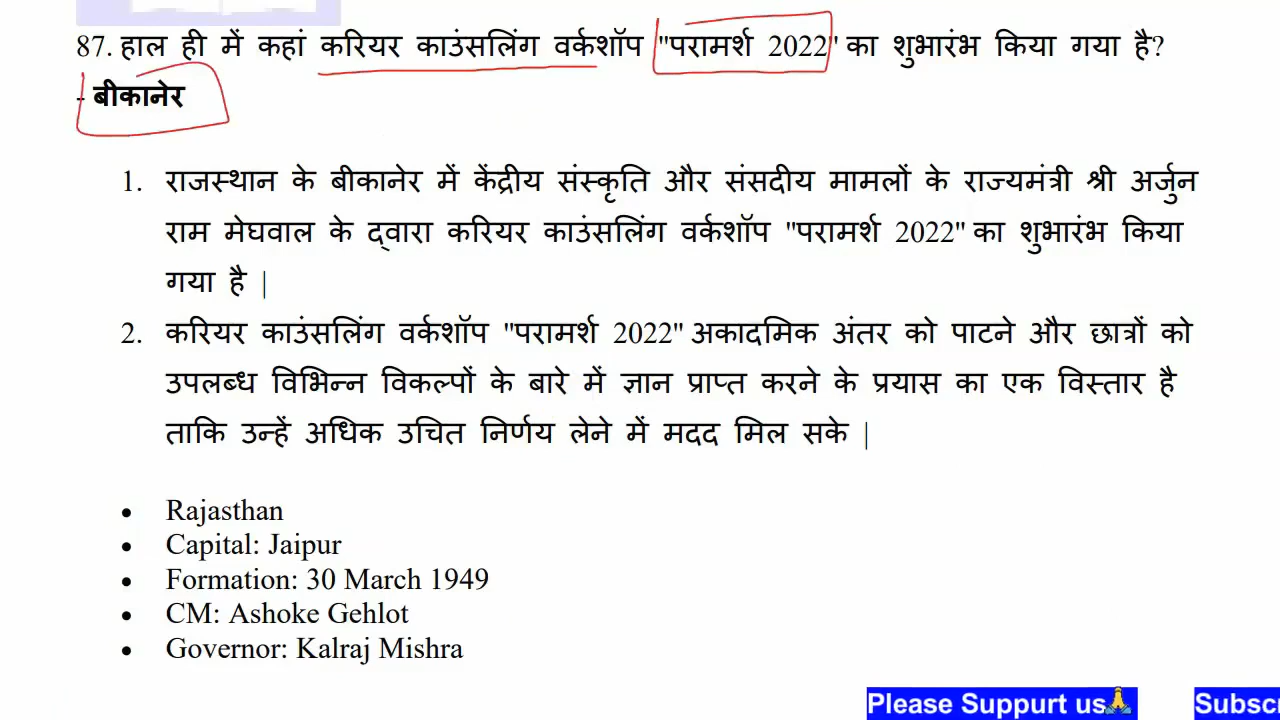 87. हाल ही में कहां करियर काउंसलिंग वर्कशॉप "परामर्श 2022" का शुभारंभ किया गया है?
- बीकानेर
1. राजस्थान के बीकानेर में केंद्रीय संस्कृति और संसदीय मामलों के राज्यमंत्री श्री अर्जुन
राम मेघवाल के द्वारा करियर काउंसलिंग वर्कशॉप "परामर्श 2022" का शुभारंभ किया
गया है |
2. करियर काउंसलिंग वर्कशॉप "परामर्श 2022" अकादमिक अंतर को पाटने और छात्रों को
उपलब्ध विभिन्न विकल्पों के बारे में ज्ञान प्राप्त करने के प्रयास का एक विस्तार है
ताकि उन्हें अधिक उचित निर्णय लेने में मदद मिल सके |
• Rajasthan
• Capital: Jaipur
• Formation: 30 March 1949
• CM: Ashoke Gehlot
• Governor: Kalraj Mishra
Please Suppurt us🙏 Subsc